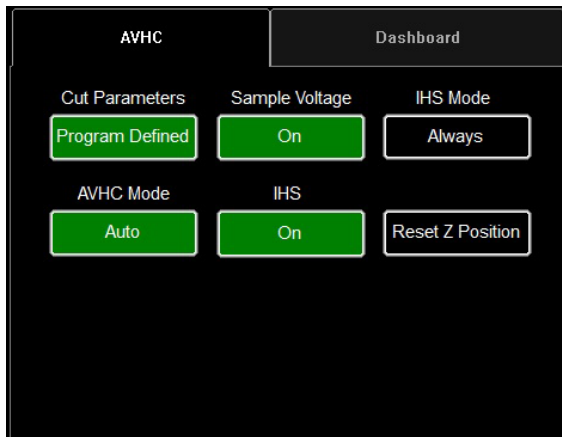 AVHC Dashboard
Cut Parameters Sample Voltage IHS Mode
Program Defined On Always
AVHC Mode IHS
Auto On Reset Z Position